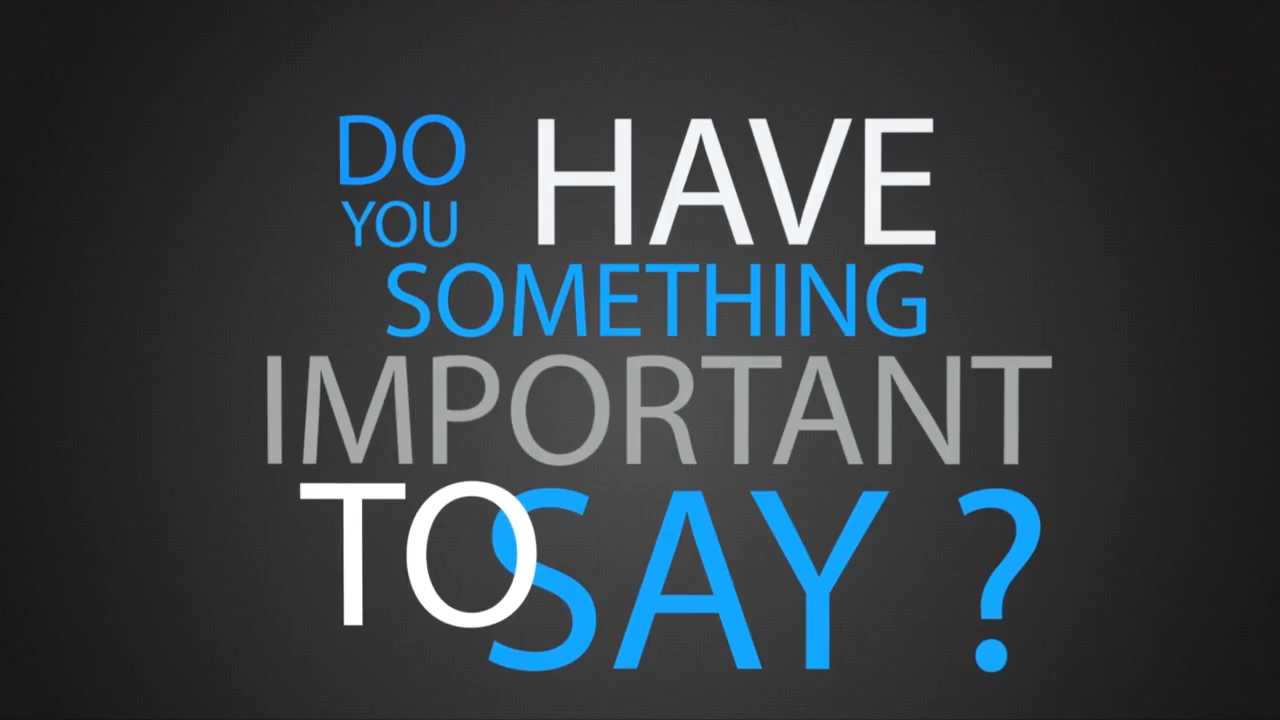 DO HAVE
YOU
SOMETHING
IMPORTANT
TO SAY ?